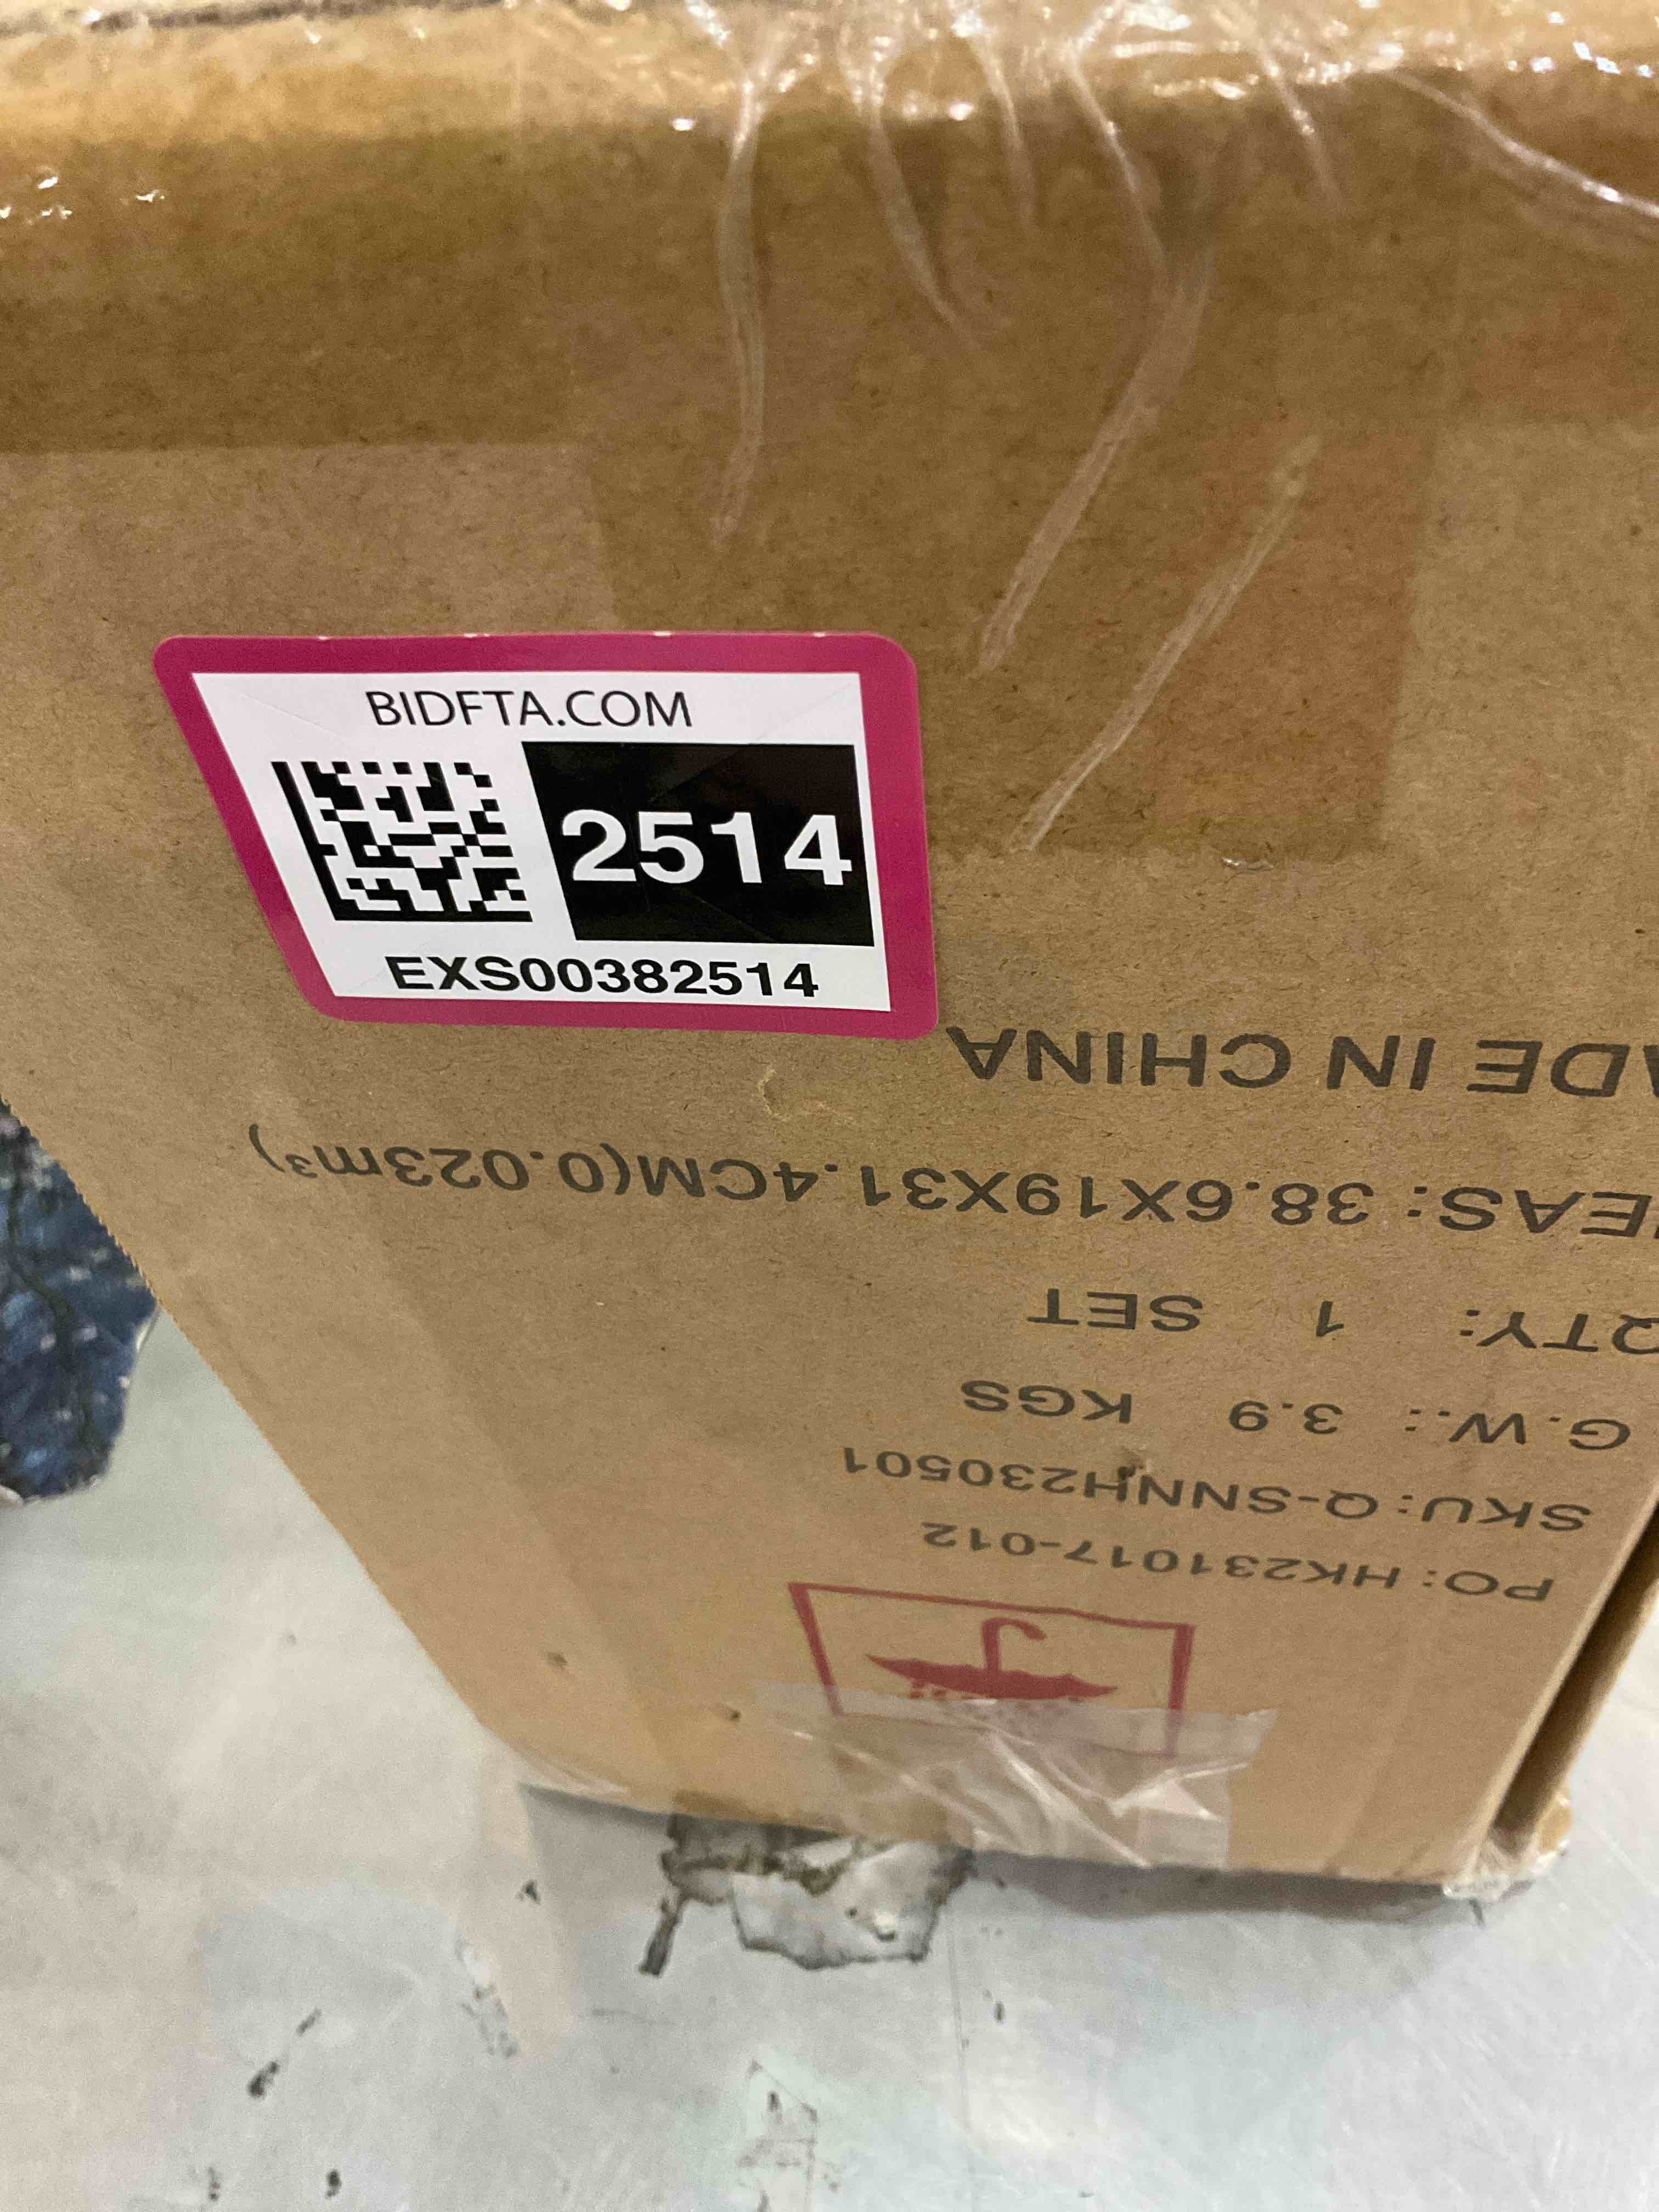 BIDFTA.COM
2514
EXS00382514
PO: HK231017-012
SKU: Q-SNNH230501
G.W.: 3.9 KGS
QTY: 1 SET
EAS: 38.6X19X31.4CM(0.023m³)
ADE IN CHINA